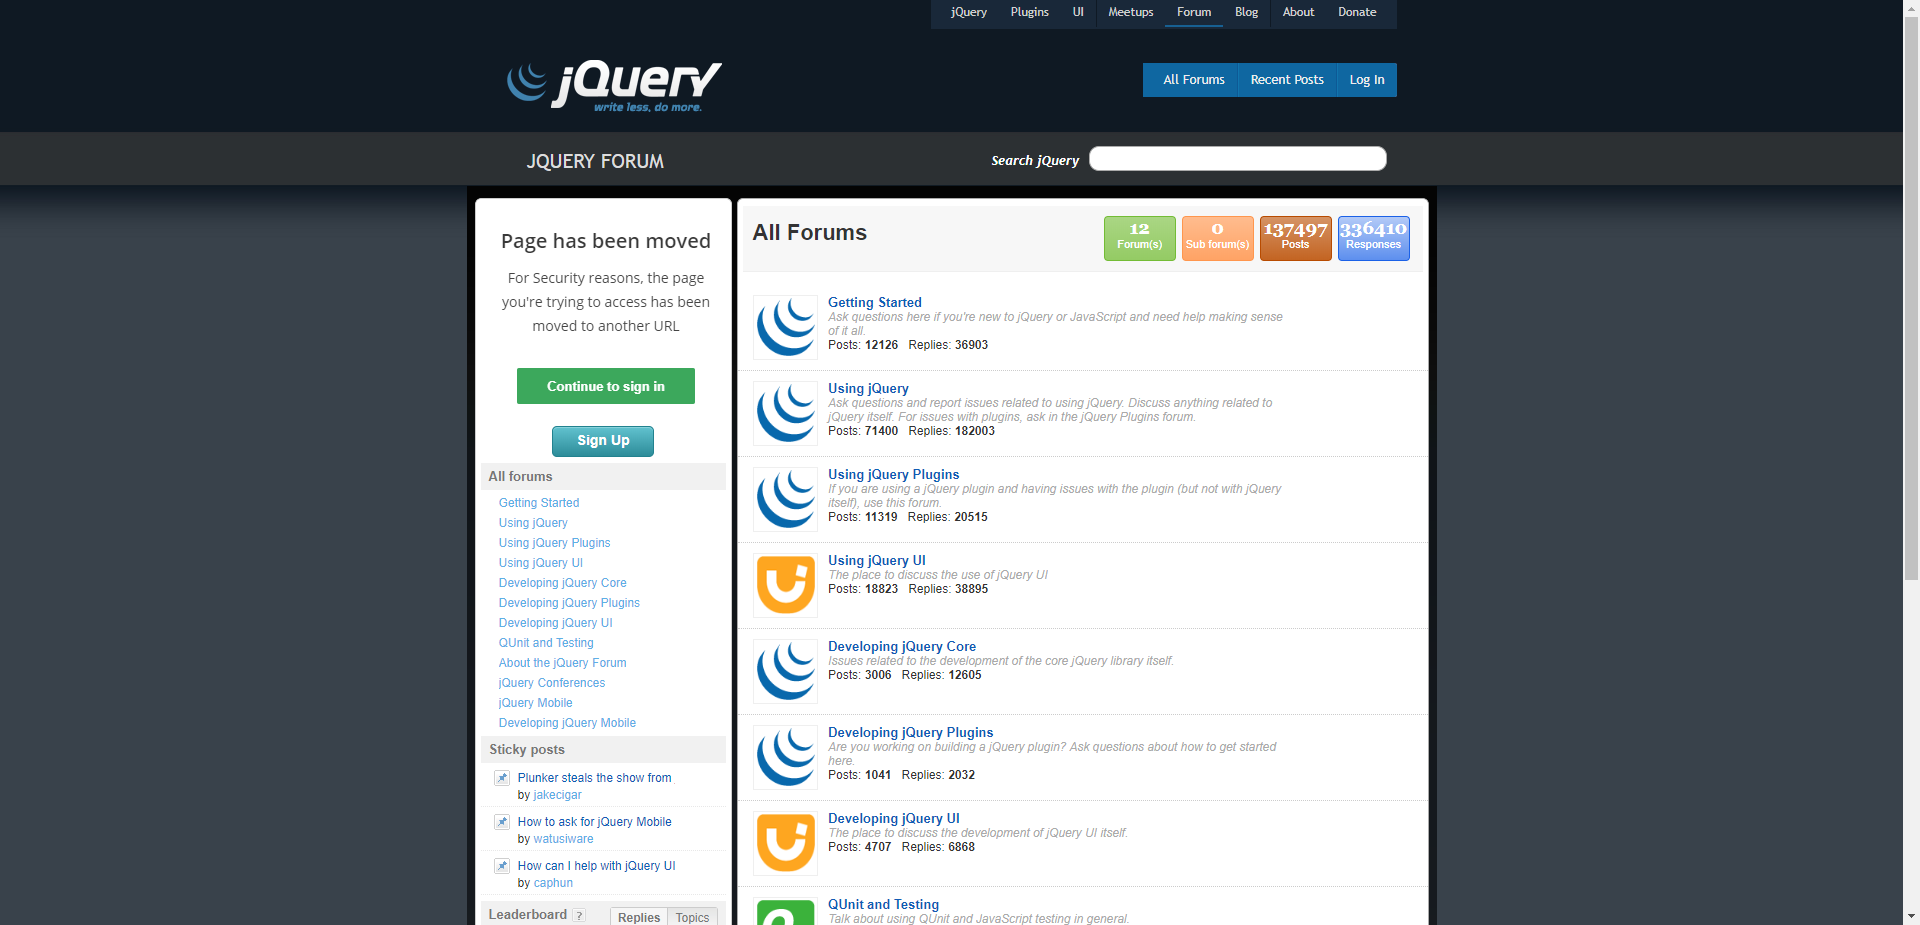 jQuery Plugins UI Meetups Forum Blog About Donate
jQuery
write less, do more.
All Forums Recent Posts Log In
JQUERY FORUM
Search jQuery
Page has been moved
For Security reasons, the page
you're trying to access has been
moved to another URL
Continue to sign in
Sign Up
All forums
Getting Started
Using jQuery
Using jQuery Plugins
Using jQuery UI
Developing jQuery Core
Developing jQuery Plugins
Developing jQuery UI
QUnit and Testing
About the jQuery Forum
jQuery Conferences
jQuery Mobile
Developing jQuery Mobile
Sticky posts
Plunker steals the show from
by jakecigar
How to ask for jQuery Mobile
by watusiware
How can I help with jQuery UI
by caphun
Leaderboard ? Replies Topics
All Forums
12
Forum(s)
0
Sub forum(s)
137497
Posts
336410
Responses
Getting Started
Ask questions here if you're new to jQuery or JavaScript and need help making sense
of it all.
Posts: 12126 Replies: 36903
Using jQuery
Ask questions and report issues related to using jQuery. Discuss anything related to
jQuery itself. For issues with plugins, ask in the jQuery Plugins forum.
Posts: 71400 Replies: 182003
Using jQuery Plugins
If you are using a jQuery plugin and having issues with the plugin (but not with jQuery
itself), use this forum.
Posts: 11319 Replies: 20515
Using jQuery UI
The place to discuss the use of jQuery UI
Posts: 18823 Replies: 38895
Developing jQuery Core
Issues related to the development of the core jQuery library itself.
Posts: 3006 Replies: 12605
Developing jQuery Plugins
Are you working on building a jQuery plugin? Ask questions about how to get started
here.
Posts: 1041 Replies: 2032
Developing jQuery UI
The place to discuss the development of jQuery UI itself.
Posts: 4707 Replies: 6868
QUnit and Testing
Talk about using QUnit and JavaScript testing in general.